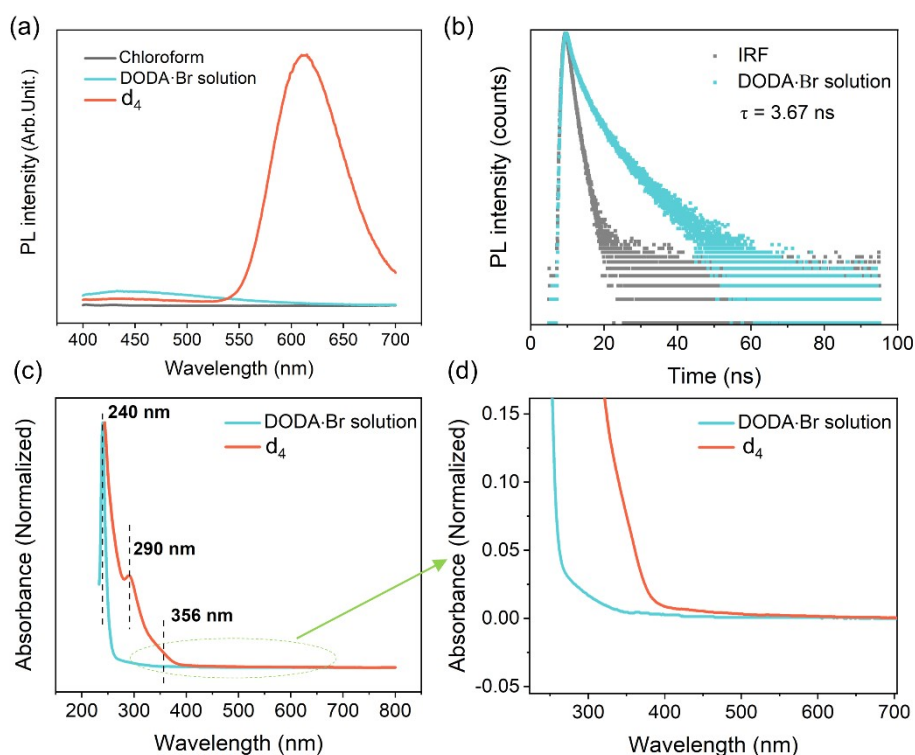 (a)
Chloroform
DODA·Br solution
d4
PL intensity (Arb.Unit.)
400 450 500 550 600 650 700
Wavelength (nm)
(b)
IRF
DODA·Br solution
τ = 3.67 ns
PL intensity (counts)
0 20 40 60 80 100
Time (ns)
(c)
240 nm
DODA·Br solution
d4
290 nm
356 nm
Absorbance (Normalized)
200 300 400 500 600 700 800
Wavelength (nm)
(d)
DODA·Br solution
d4
Absorbance (Normalized)
0.15
0.10
0.05
0.00
-0.05
300 400 500 600 700
Wavelength (nm)